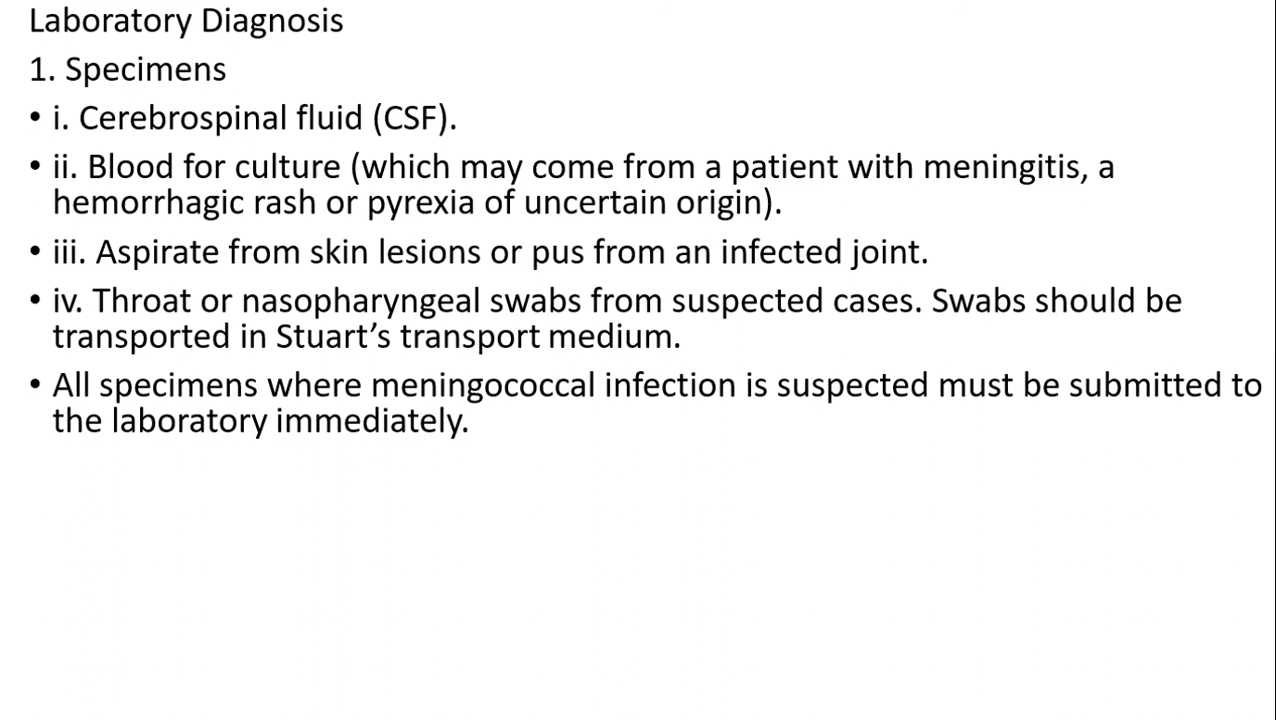 Laboratory Diagnosis
1. Specimens
• i. Cerebrospinal fluid (CSF).
• ii. Blood for culture (which may come from a patient with meningitis, a
hemorrhagic rash or pyrexia of uncertain origin).
• iii. Aspirate from skin lesions or pus from an infected joint.
• iv. Throat or nasopharyngeal swabs from suspected cases. Swabs should be
transported in Stuart’s transport medium.
• All specimens where meningococcal infection is suspected must be submitted to
the laboratory immediately.